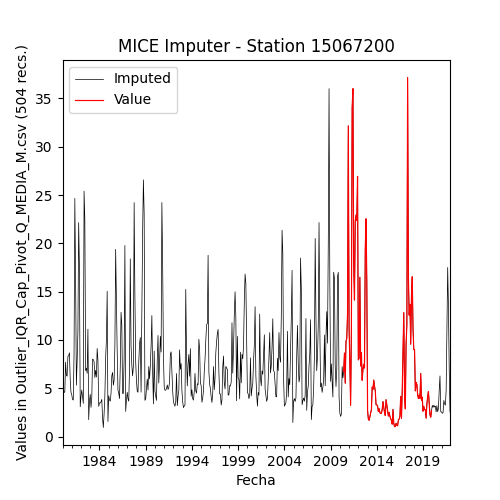 MICE Imputer - Station 15067200
Values in Outlier_IQR_Cap_Pivot_Q_MEDIA_M.csv (504 recs.)
Imputed
Value
35
30
25
20
15
10
5
0
1984 1989 1994 1999 2004 2009 2014 2019
Fecha